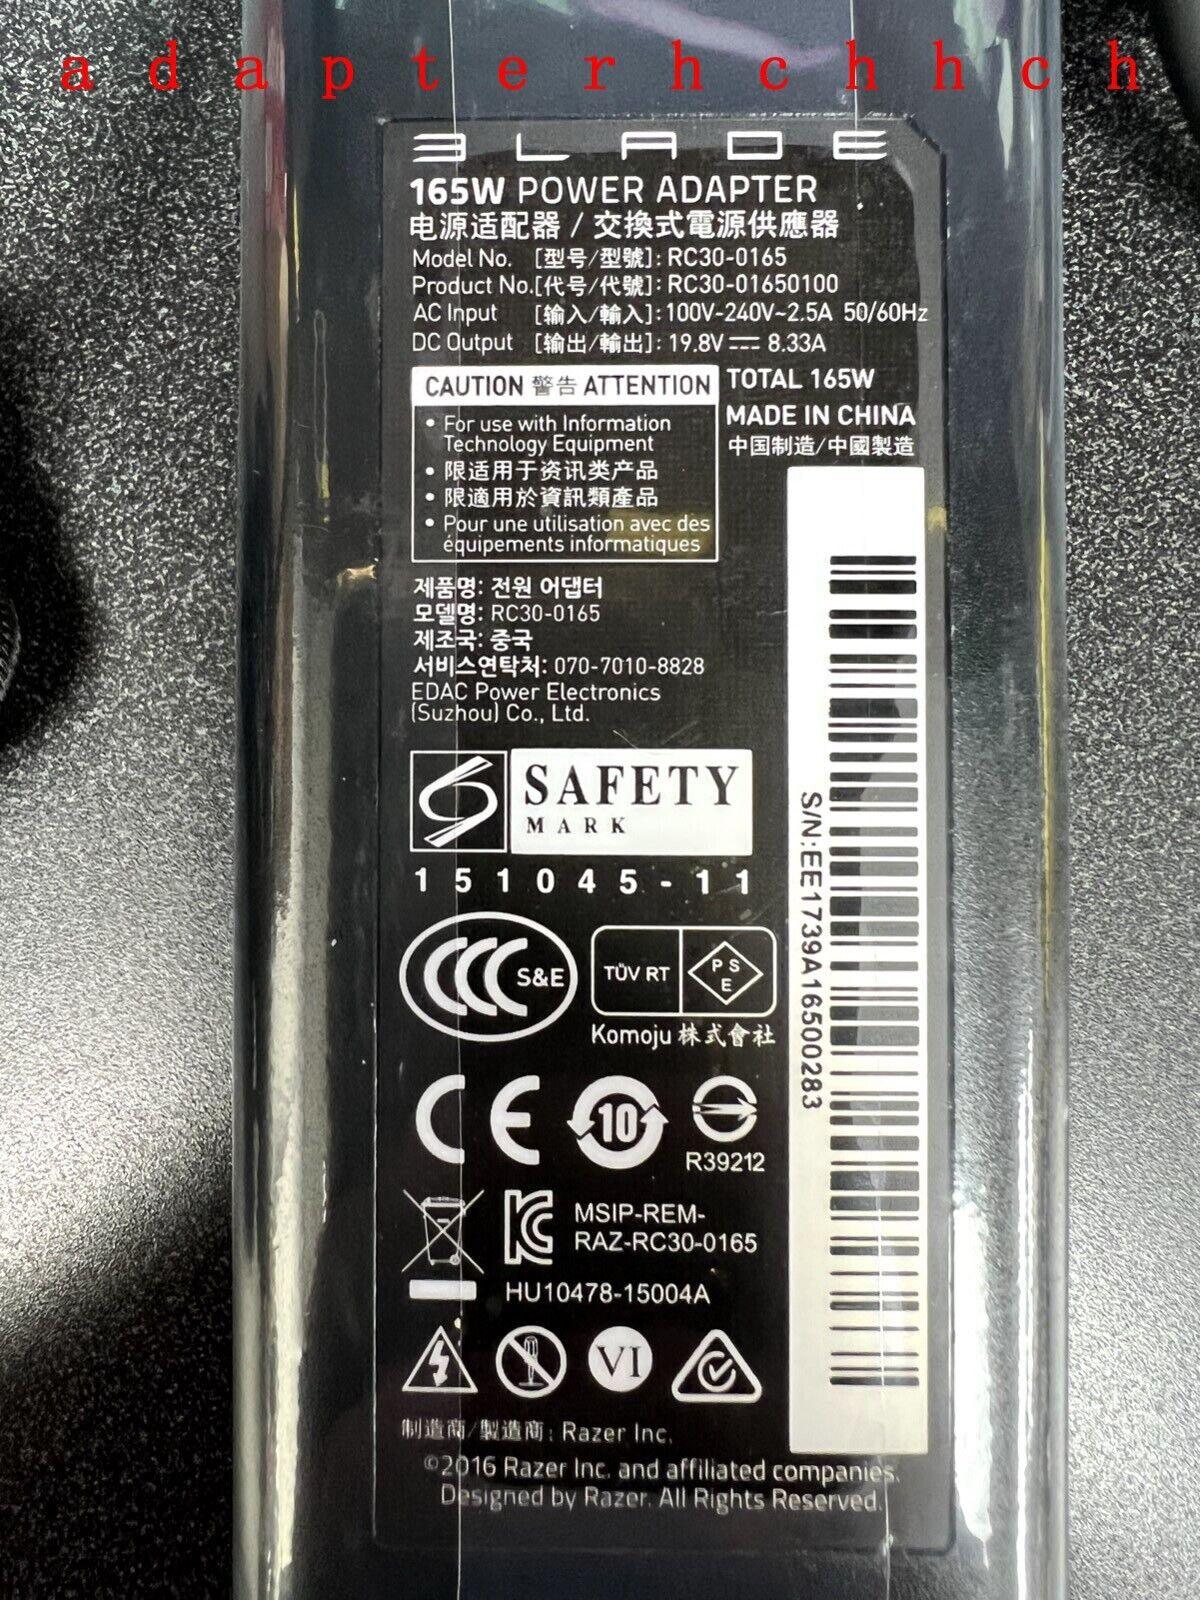 adapterhchhch
BLADE
165W POWER ADAPTER
电源适配器 / 交換式電源供應器
Model No. [型号/型號]: RC30-0165
Product No.[代号/代號]: RC30-01650100
AC Input [输入/輸入]: 100V-240V~2.5A 50/60Hz
DC Output [输出/輸出]: 19.8V ⎓ 8.33A
TOTAL 165W
MADE IN CHINA
中国制造/中國製造
CAUTION 警告 ATTENTION
• For use with Information
Technology Equipment
• 限适用于资讯类产品
• 限適用於資訊類產品
• Pour une utilisation avec des
équipements informatiques
제품명: 전원 어댑터
모델명: RC30-0165
제조국: 중국
서비스연락처: 070-7010-8828
EDAC Power Electronics
(Suzhou) Co., Ltd.
SAFETY
MARK
151045-11
S/N:EE1739A16500283
CCC S&E
TÜV RT
PSE
Komoju 株式會社
CE
10
R39212
KC
MSIP-REM-
RAZ-RC30-0165
HU10478-15004A
VI
制造商/製造商: Razer Inc.
©2016 Razer Inc. and affiliated companies.
Designed by Razer. All Rights Reserved.